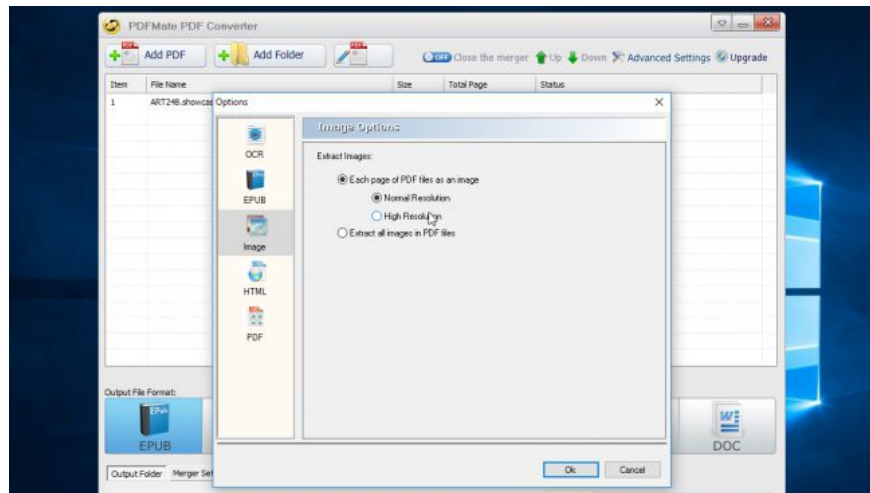 PDFMate PDF Converter
Add PDF
Add Folder
PDF
OFF Close the merger
Up
Down
Advanced Settings
Upgrade
Item
File Name
Size
Total Page
Status
1
ART248.showcas
Options
Image Options
OCR
EPUB
Image
HTML
PDF
Extract Images:
Each page of PDF files as an image
Normal Resolution
High Resolution
Extract all images in PDF files
Output File Format:
EPUB
DOC
Output Folder
Merger Set
Ok
Cancel